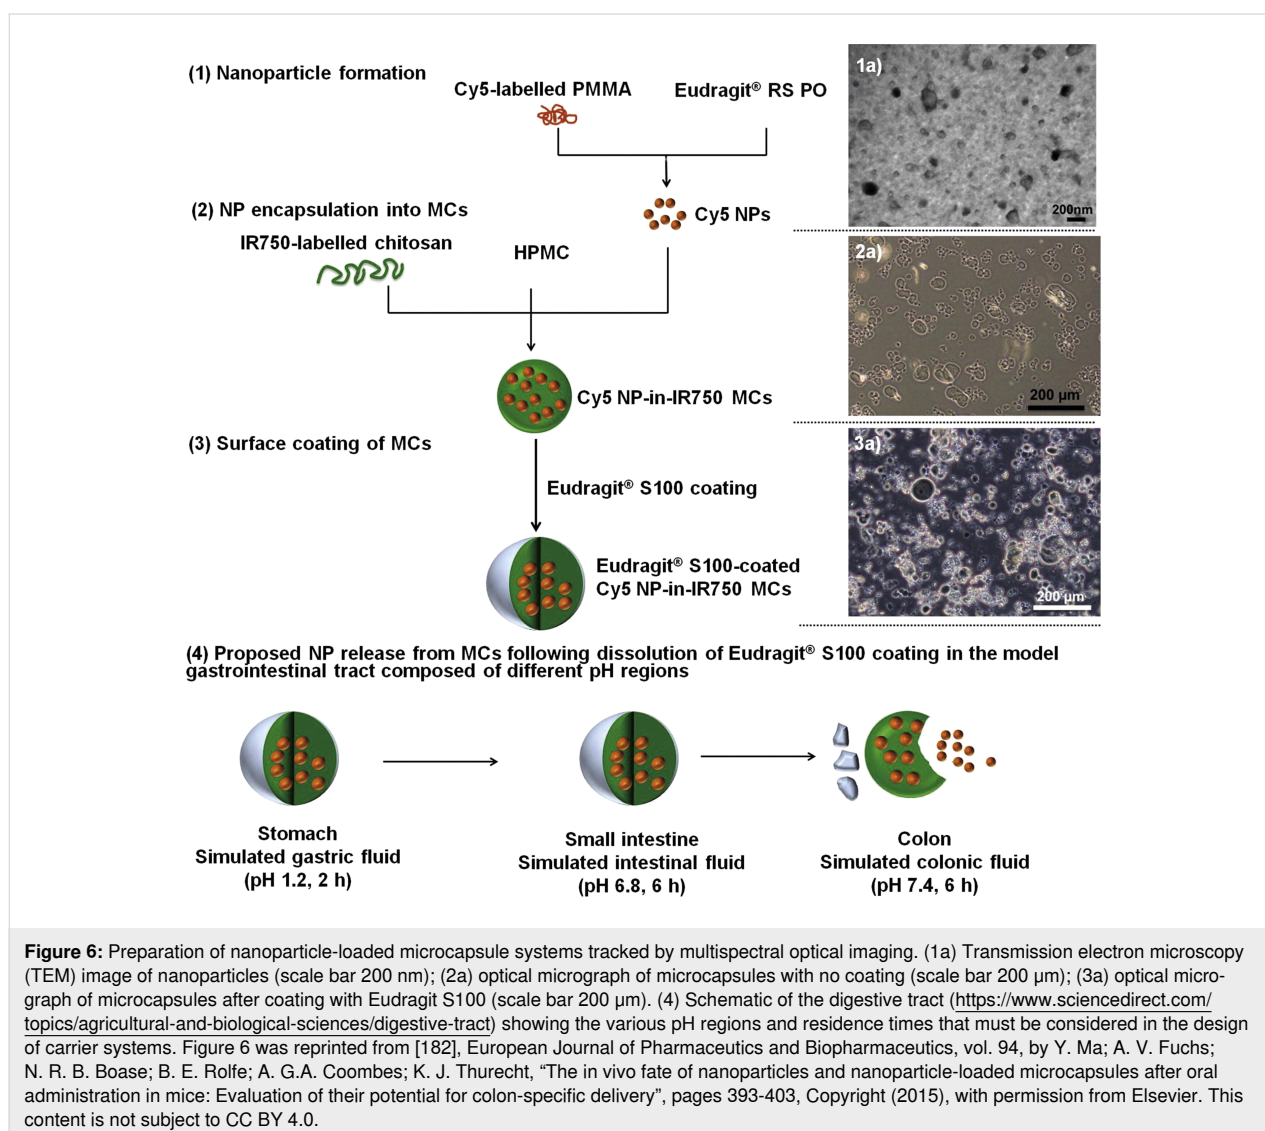 (1) Nanoparticle formation
Cy5-labelled PMMA
Eudragit® RS PO
1a)
200nm
(2) NP encapsulation into MCs
Cy5 NPs
IR750-labelled chitosan
HPMC
2a)
200 µm
Cy5 NP-in-IR750 MCs
(3) Surface coating of MCs
3a)
200 µm
Eudragit® S100 coating
Eudragit® S100-coated
Cy5 NP-in-IR750 MCs
(4) Proposed NP release from MCs following dissolution of Eudragit® S100 coating in the model
gastrointestinal tract composed of different pH regions
Stomach
Simulated gastric fluid
(pH 1.2, 2 h)
Small intestine
Simulated intestinal fluid
(pH 6.8, 6 h)
Colon
Simulated colonic fluid
(pH 7.4, 6 h)
Figure 6: Preparation of nanoparticle-loaded microcapsule systems tracked by multispectral optical imaging. (1a) Transmission electron microscopy
(TEM) image of nanoparticles (scale bar 200 nm); (2a) optical micrograph of microcapsules with no coating (scale bar 200 µm); (3a) optical micro-
graph of microcapsules after coating with Eudragit S100 (scale bar 200 µm). (4) Schematic of the digestive tract (https://www.sciencedirect.com/
topics/agricultural-and-biological-sciences/digestive-tract) showing the various pH regions and residence times that must be considered in the design
of carrier systems. Figure 6 was reprinted from [182], European Journal of Pharmaceutics and Biopharmaceutics, vol. 94, by Y. Ma; A. V. Fuchs;
N. R. B. Boase; B. E. Rolfe; A. G.A. Coombes; K. J. Thurecht, “The in vivo fate of nanoparticles and nanoparticle-loaded microcapsules after oral
administration in mice: Evaluation of their potential for colon-specific delivery”, pages 393-403, Copyright (2015), with permission from Elsevier. This
content is not subject to CC BY 4.0.